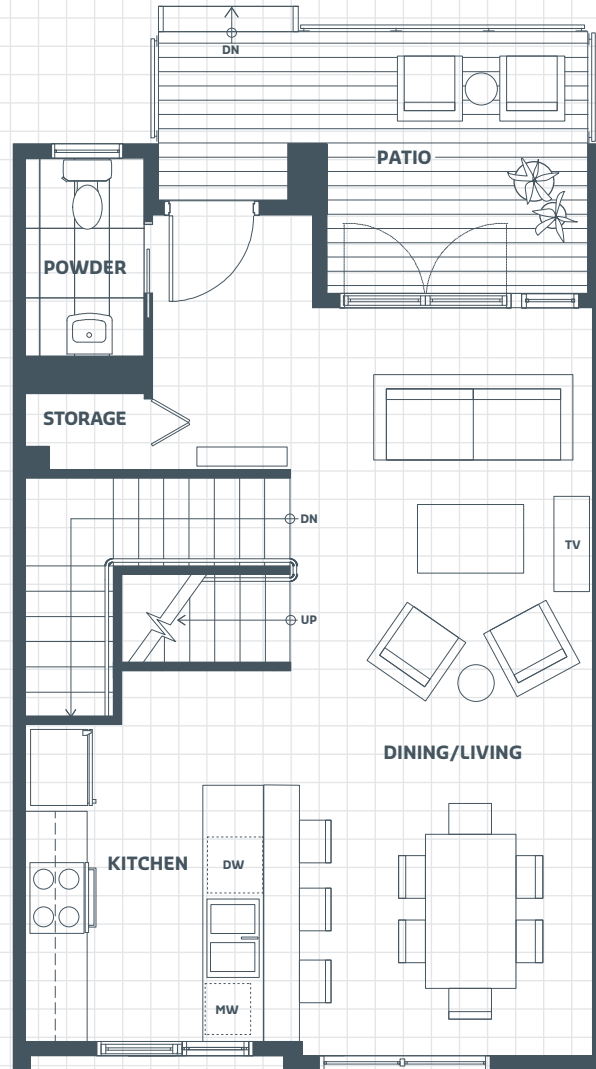 DN
PATIO
POWDER
STORAGE
DN
TV
UP
DINING/LIVING
KITCHEN
DW
MW